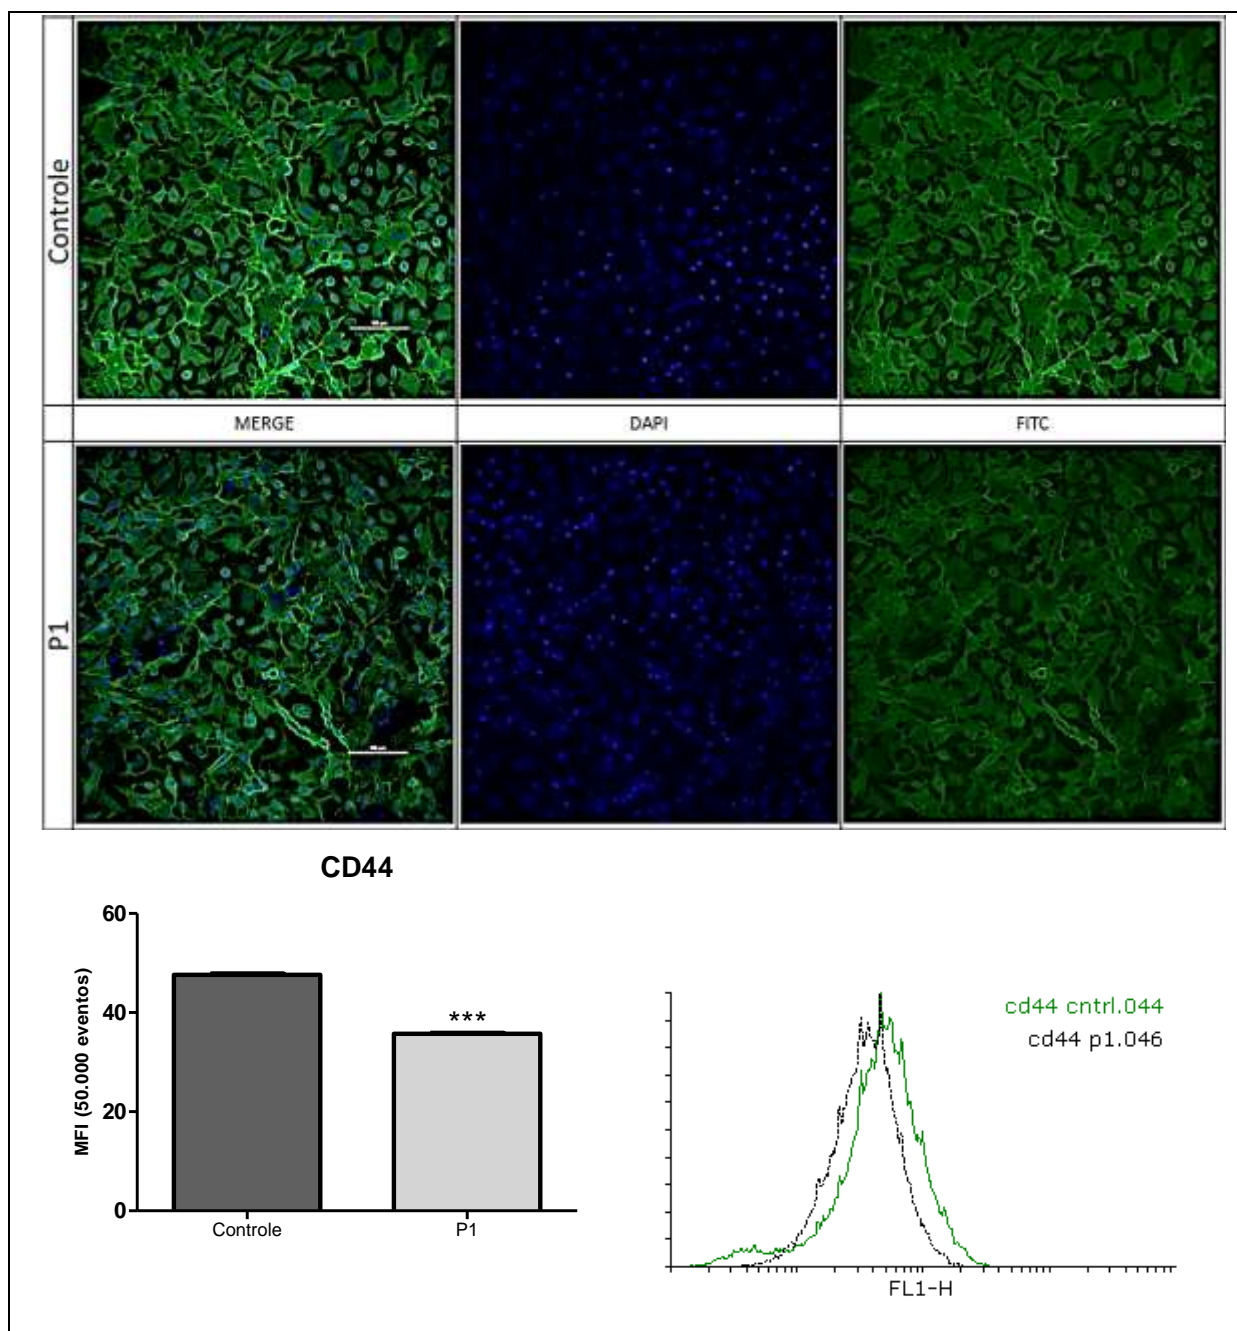 Controle
MERGE
DAPI
FITC
P1
CD44
60
40
20
0
MFI (50.000 eventos)
***
Controle
P1
cd44 cntrl.044
cd44 p1.046
FL1-H